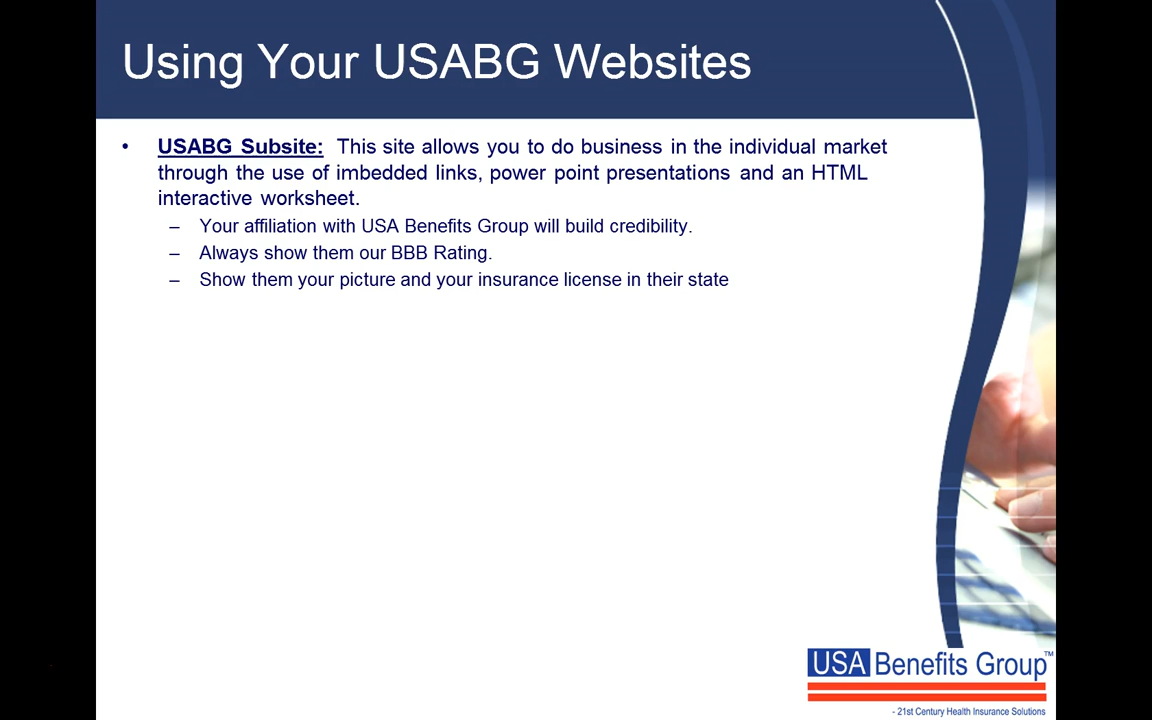 Using Your USABG Websites
• USABG Subsite: This site allows you to do business in the individual market
through the use of imbedded links, power point presentations and an HTML
interactive worksheet.
– Your affiliation with USA Benefits Group will build credibility.
– Always show them our BBB Rating.
– Show them your picture and your insurance license in their state
USA Benefits Group™
- 21st Century Health Insurance Solutions